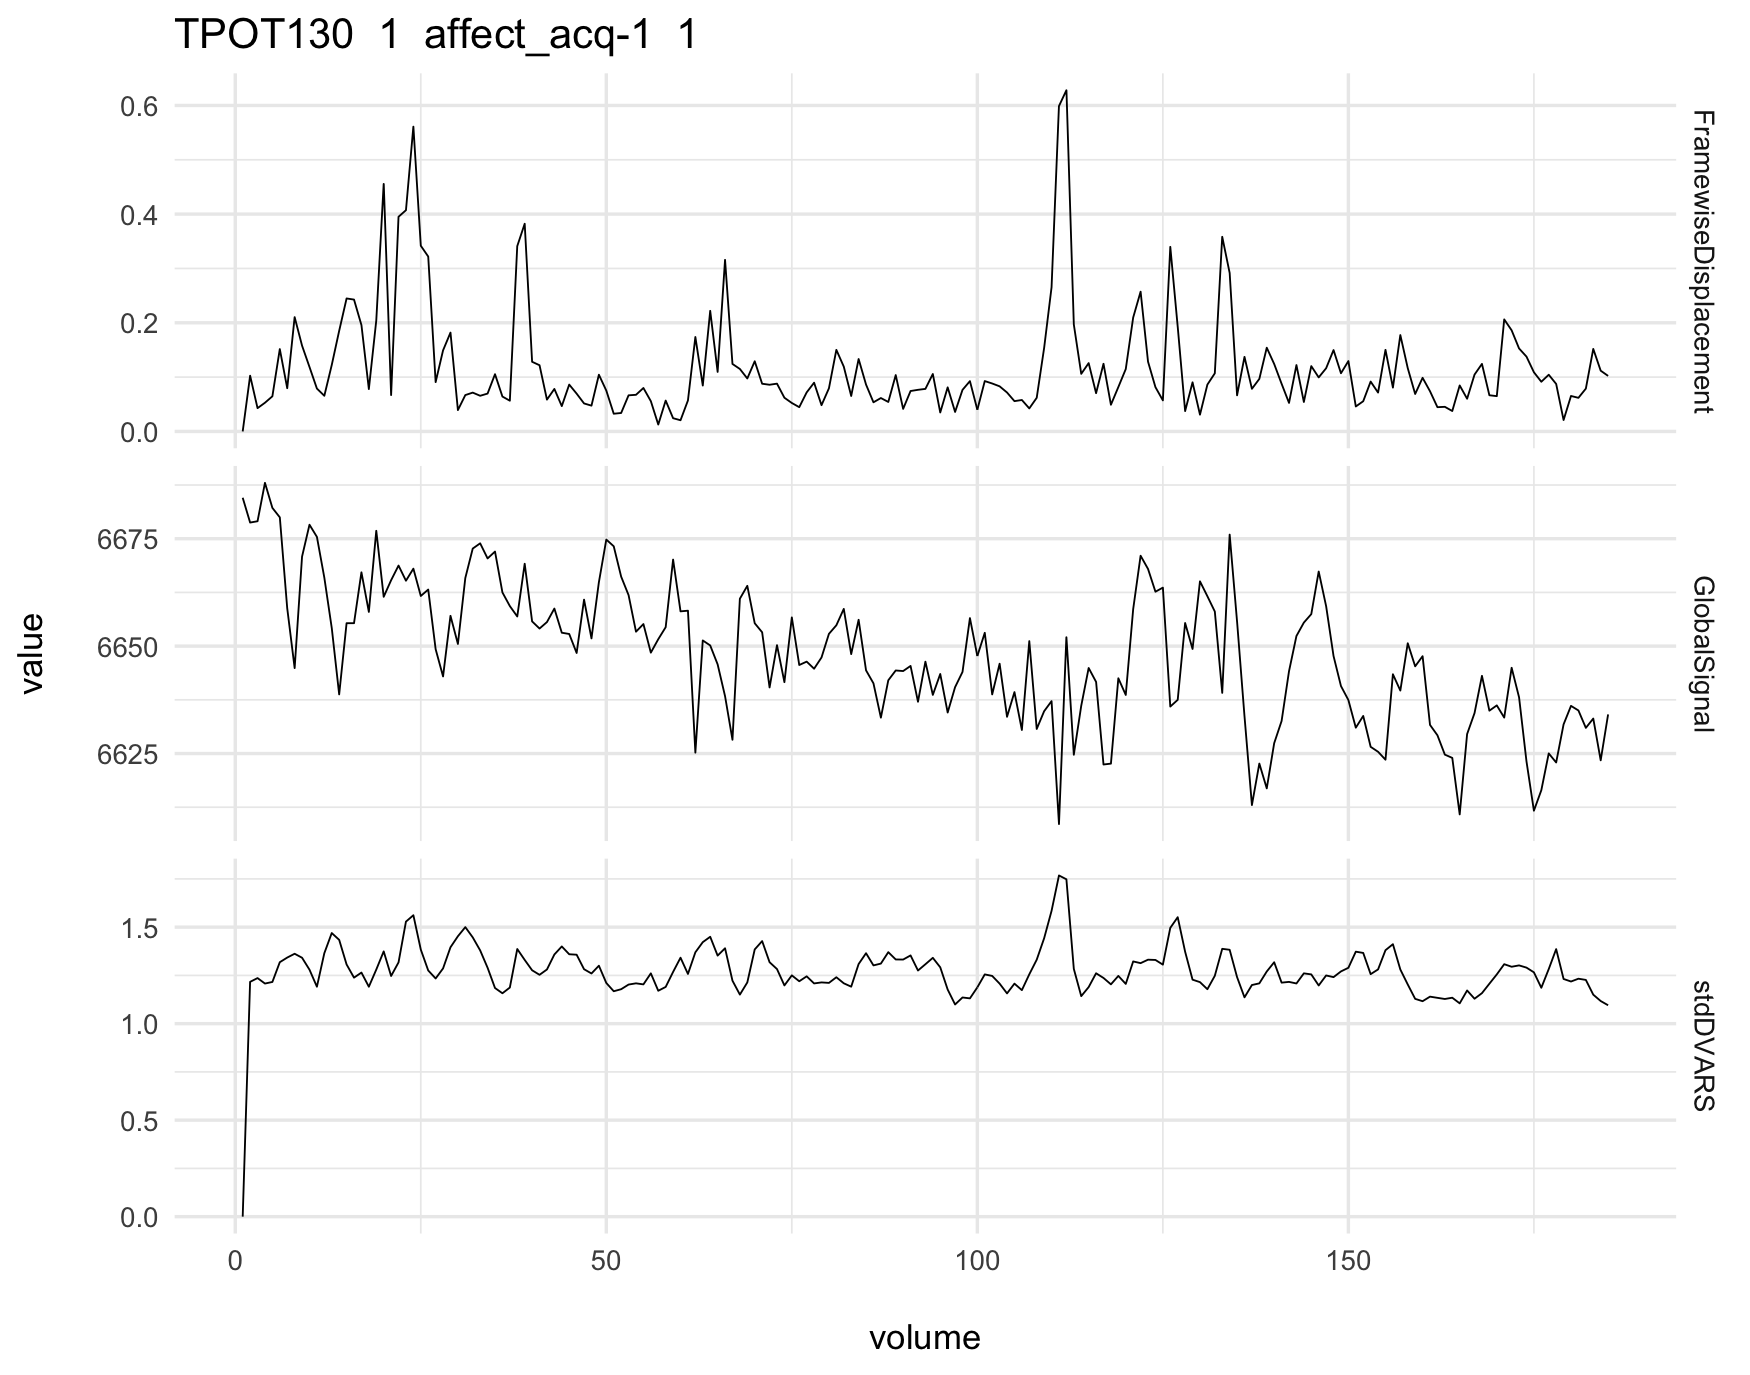 TPOT130 1 affect_acq-1 1
0.6
0.4
0.2
0.0
FramewiseDisplacement
6675
6650
6625
GlobalSignal
value
1.5
1.0
0.5
0.0
stdDVARS
0 50 100 150
volume